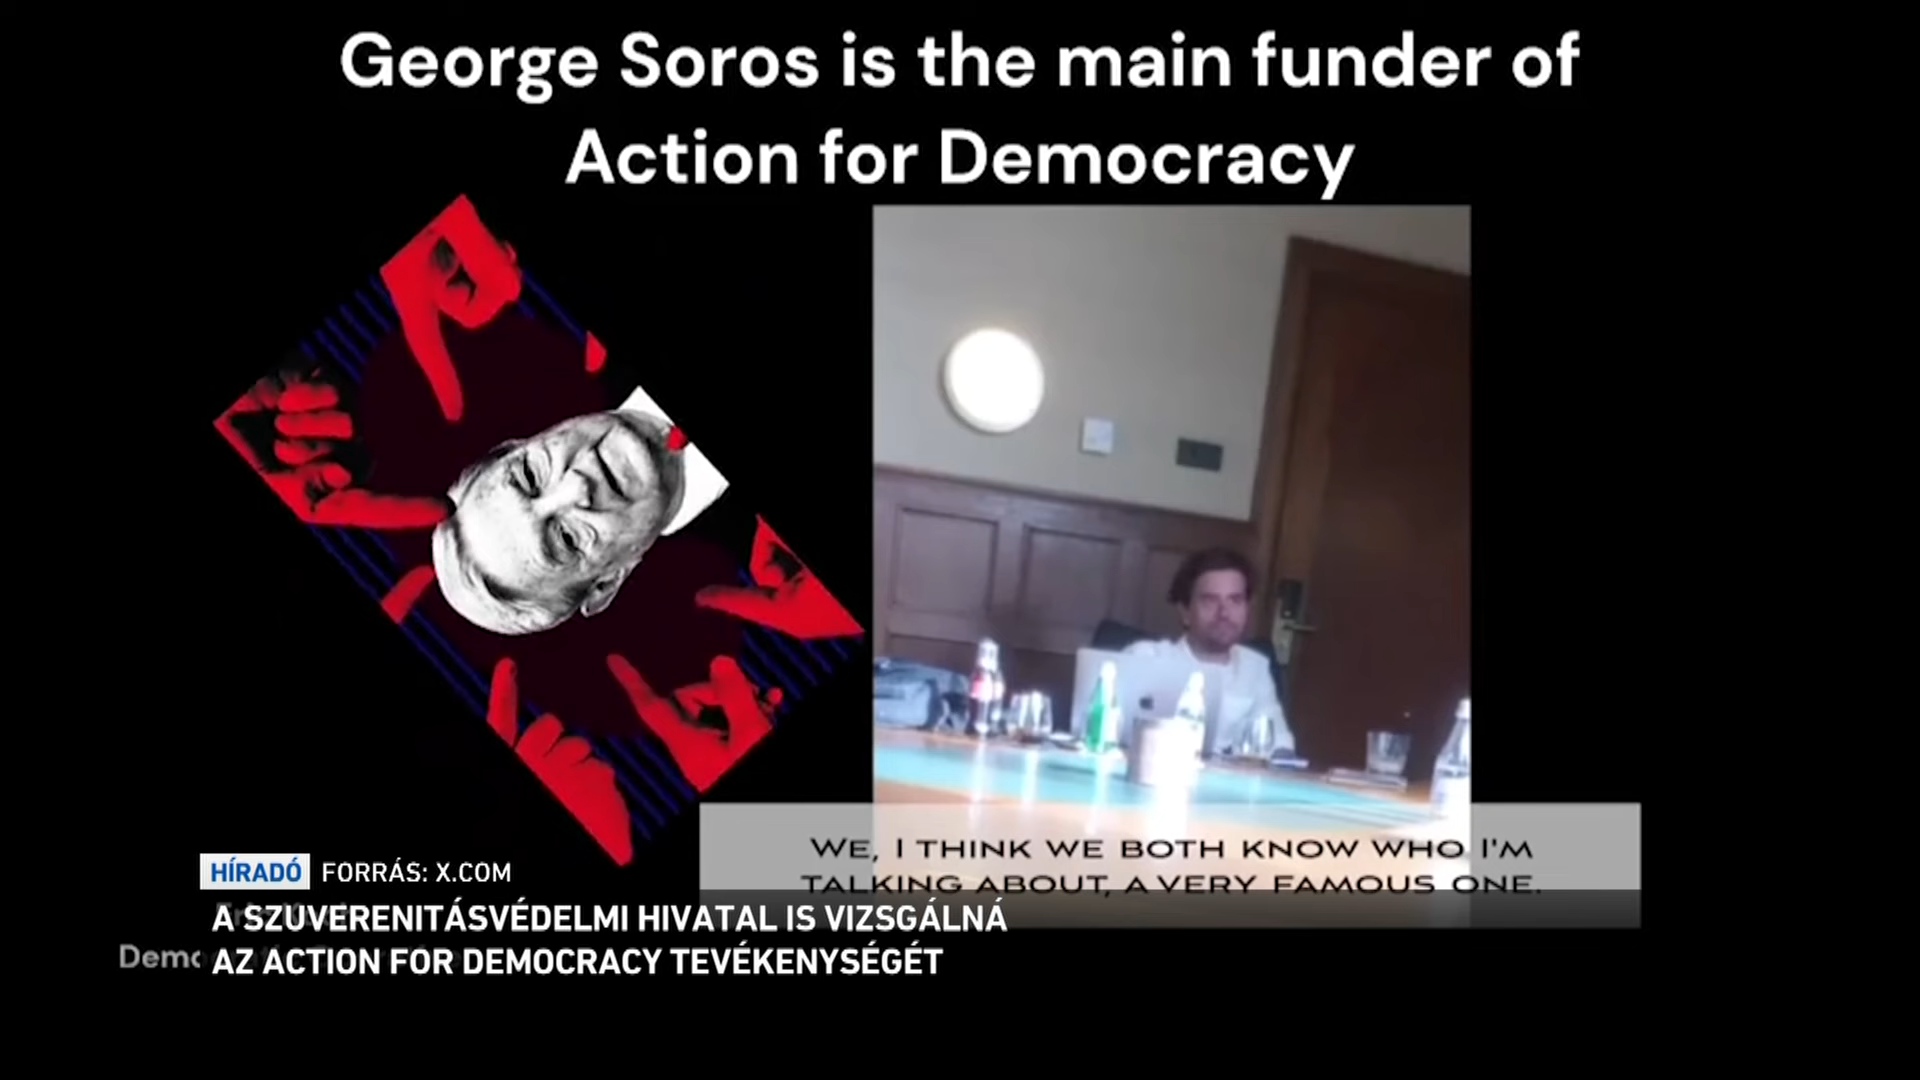 George Soros is the main funder of
Action for Democracy
WE, I THINK WE BOTH KNOW WHO I'M
TALKING ABOUT, A VERY FAMOUS ONE.
HÍRADÓ FORRÁS: X.COM
A SZUVERENITÁSVÉDELMI HIVATAL IS VIZSGÁLNÁ
AZ ACTION FOR DEMOCRACY TEVÉKENYSÉGÉT